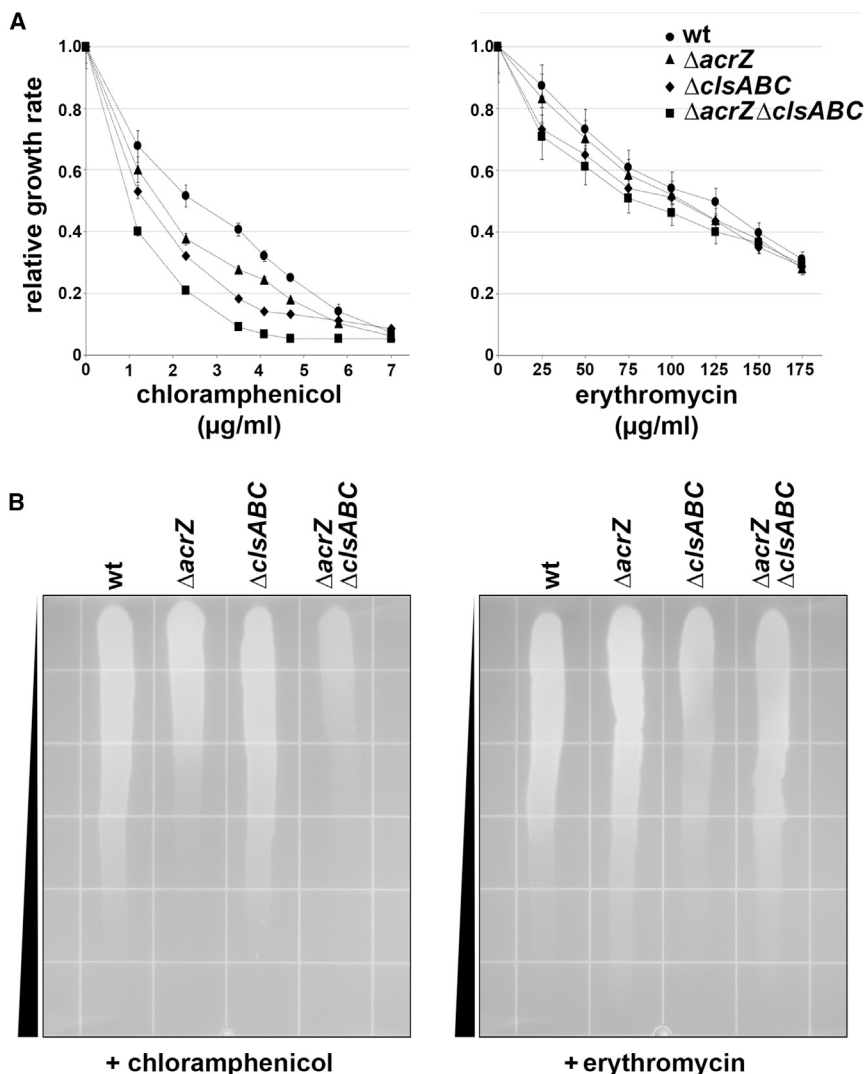 A
1.0
0.8
0.6
0.4
0.2
0
relative growth rate
0 1 2 3 4 5 6 7
chloramphenicol
(µg/ml)
1.0
0.8
0.6
0.4
0.2
0
wt
ΔacrZ
ΔclsABC
ΔacrZΔclsABC
0 25 50 75 100 125 150 175
erythromycin
(µg/ml)
B
wt
ΔacrZ
ΔclsABC
ΔacrZ
ΔclsABC
wt
ΔacrZ
ΔclsABC
ΔacrZ
ΔclsABC
+ chloramphenicol
+ erythromycin